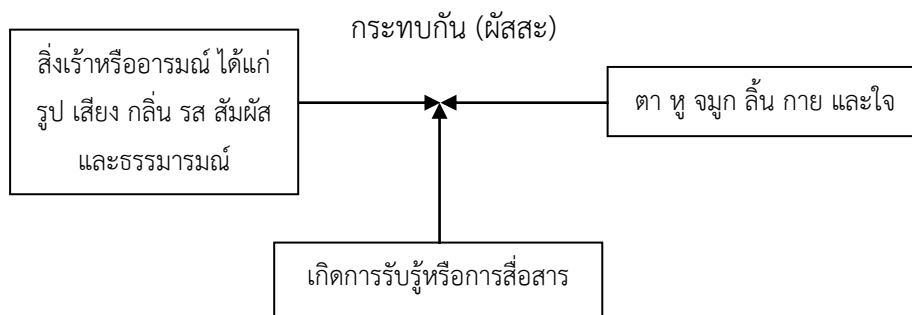 กระทบกัน (ผัสสะ)
สิ่งเร้าหรืออารมณ์ ได้แก่
รูป เสียง กลิ่น รส สัมผัส
และธรรมารมณ์
ตา หู จมูก ลิ้น กาย และใจ
เกิดการรับรู้หรือการสื่อสาร